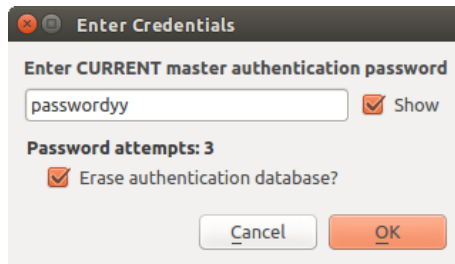 Enter Credentials
Enter CURRENT master authentication password
passwordyy Show
Password attempts: 3
Erase authentication database?
Cancel OK